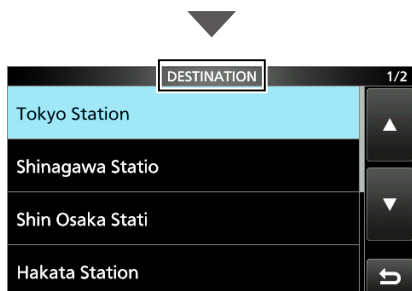 DESTINATION 1/2
Tokyo Station
Shinagawa Statio
Shin Osaka Stati
Hakata Station